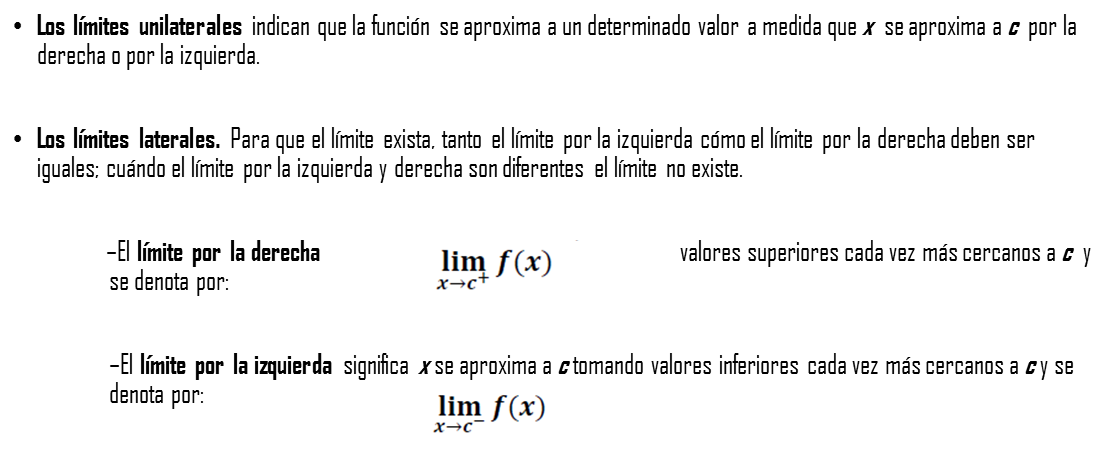 • Los límites unilaterales indican que la función se aproxima a un determinado valor a medida que x se aproxima a c por la
derecha o por la izquierda.
• Los límites laterales. Para que el límite exista, tanto el límite por la izquierda cómo el límite por la derecha deben ser
iguales; cuándo el límite por la izquierda y derecha son diferentes el límite no existe.
–El límite por la derecha valores superiores cada vez más cercanos a c y
se denota por:
lim f(x)
x→c⁺
–El límite por la izquierda significa x se aproxima a c tomando valores inferiores cada vez más cercanos a c y se
denota por:
lim f(x)
x→c⁻